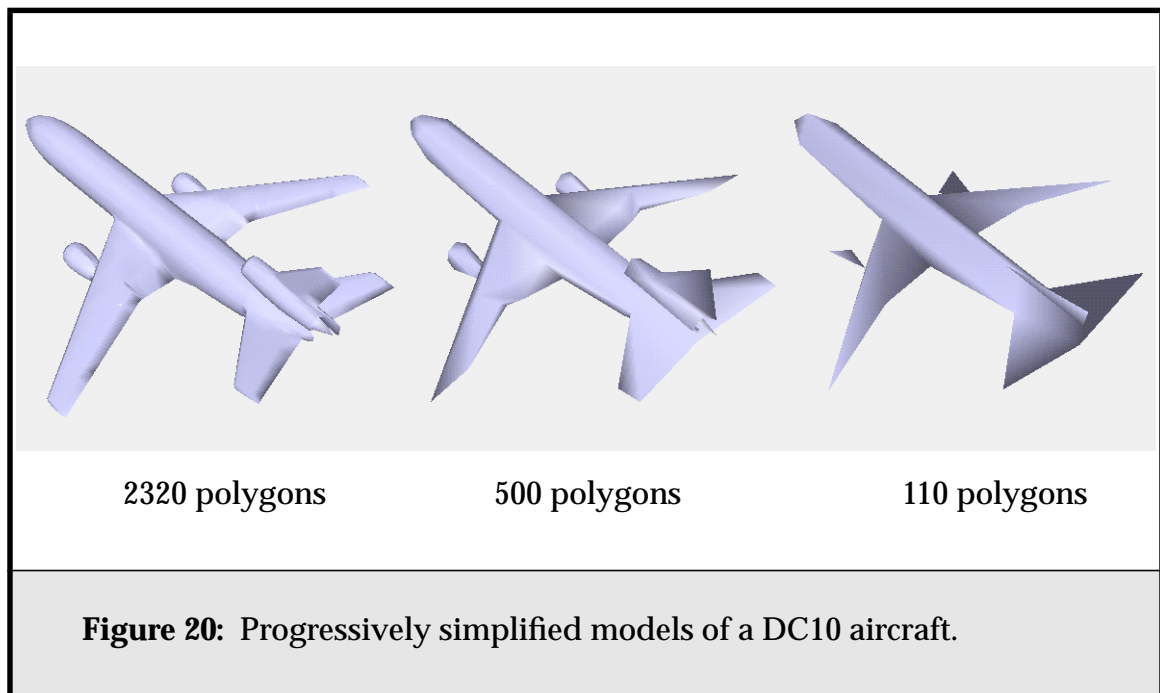 2320 polygons 500 polygons 110 polygons
Figure 20: Progressively simplified models of a DC10 aircraft.